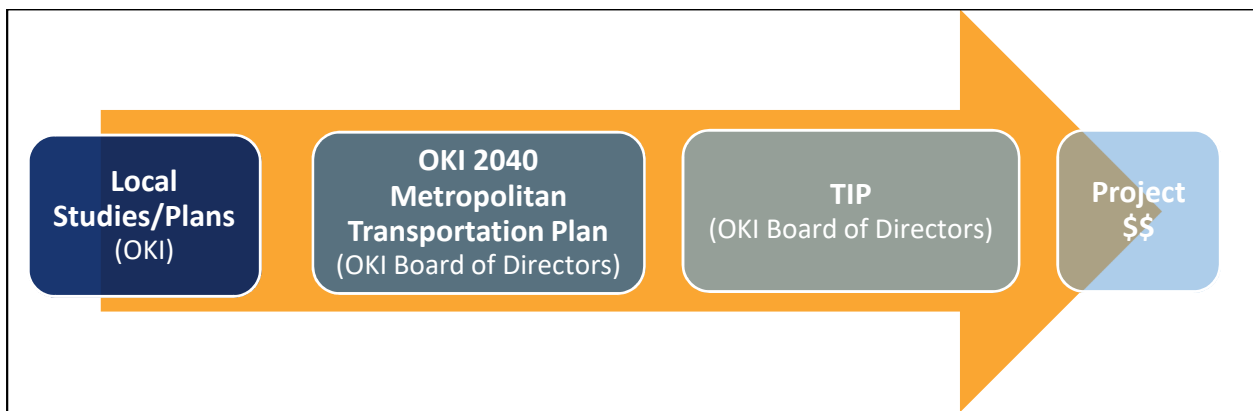 Local
Studies/Plans
(OKI)
OKI 2040
Metropolitan
Transportation Plan
(OKI Board of Directors)
TIP
(OKI Board of Directors)
Project
$$